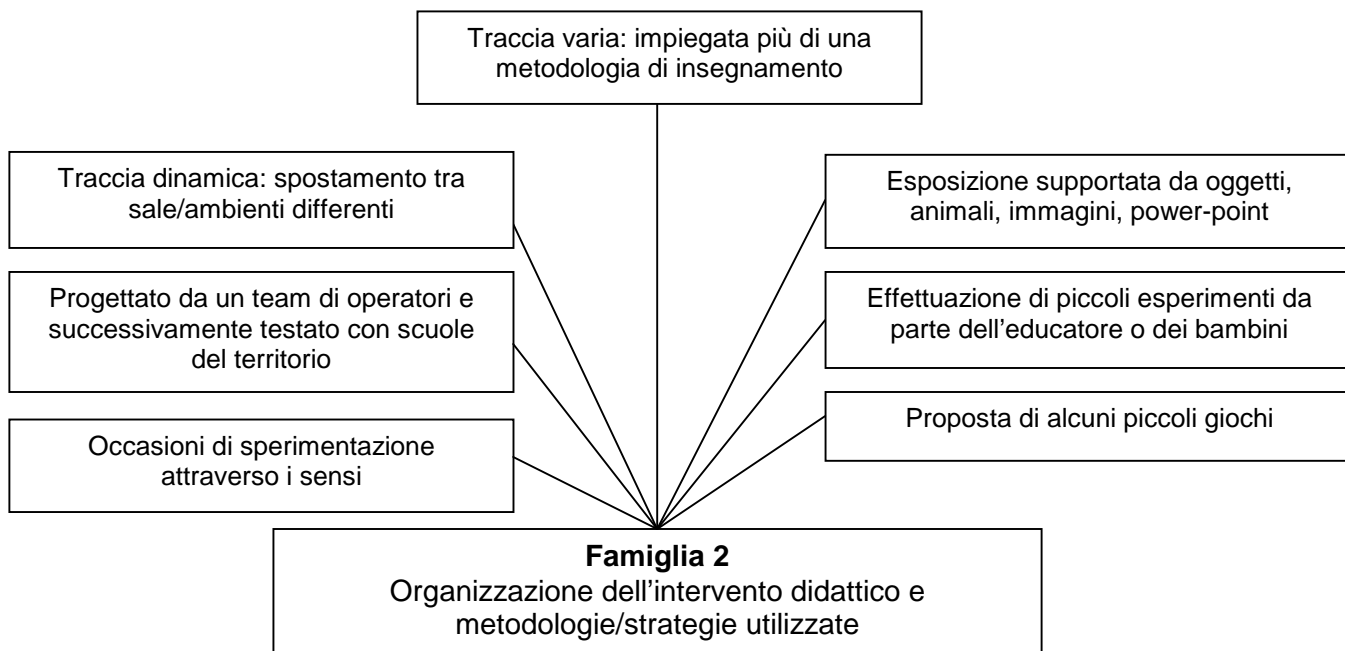 Traccia varia: impiegata più di una
metodologia di insegnamento
Traccia dinamica: spostamento tra
sale/ambienti differenti
Progettato da un team di operatori e
successivamente testato con scuole
del territorio
Occasioni di sperimentazione
attraverso i sensi
Esposizione supportata da oggetti,
animali, immagini, power-point
Effettuazione di piccoli esperimenti da
parte dell’educatore o dei bambini
Proposta di alcuni piccoli giochi
Famiglia 2
Organizzazione dell’intervento didattico e
metodologie/strategie utilizzate